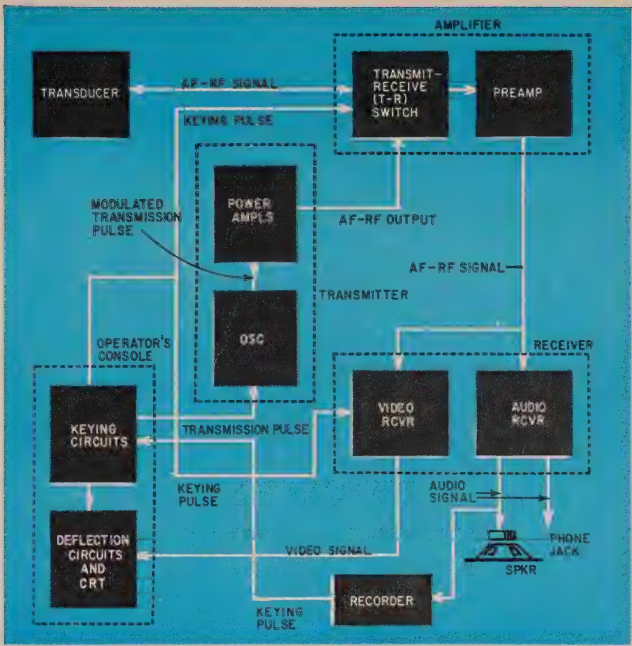 AMPLIFIER
TRANSDUCER
AF-RF SIGNAL
TRANSMIT-
RECEIVE
(T-R)
SWITCH
PREAMP
KEYING PULSE
MODULATED
TRANSMISSION
PULSE
POWER
AMPLS
AF-RF OUTPUT
AF-RF SIGNAL
TRANSMITTER
OSC
OPERATOR'S
CONSOLE
RECEIVER
KEYING
CIRCUITS
TRANSMISSION PULSE
VIDEO
RCVR
AUDIO
RCVR
KEYING
PULSE
AUDIO
SIGNAL
DEFLECTION
CIRCUITS
AND
CRT
VIDEO SIGNAL
PHONE
JACK
SPKR
KEYING
PULSE
RECORDER